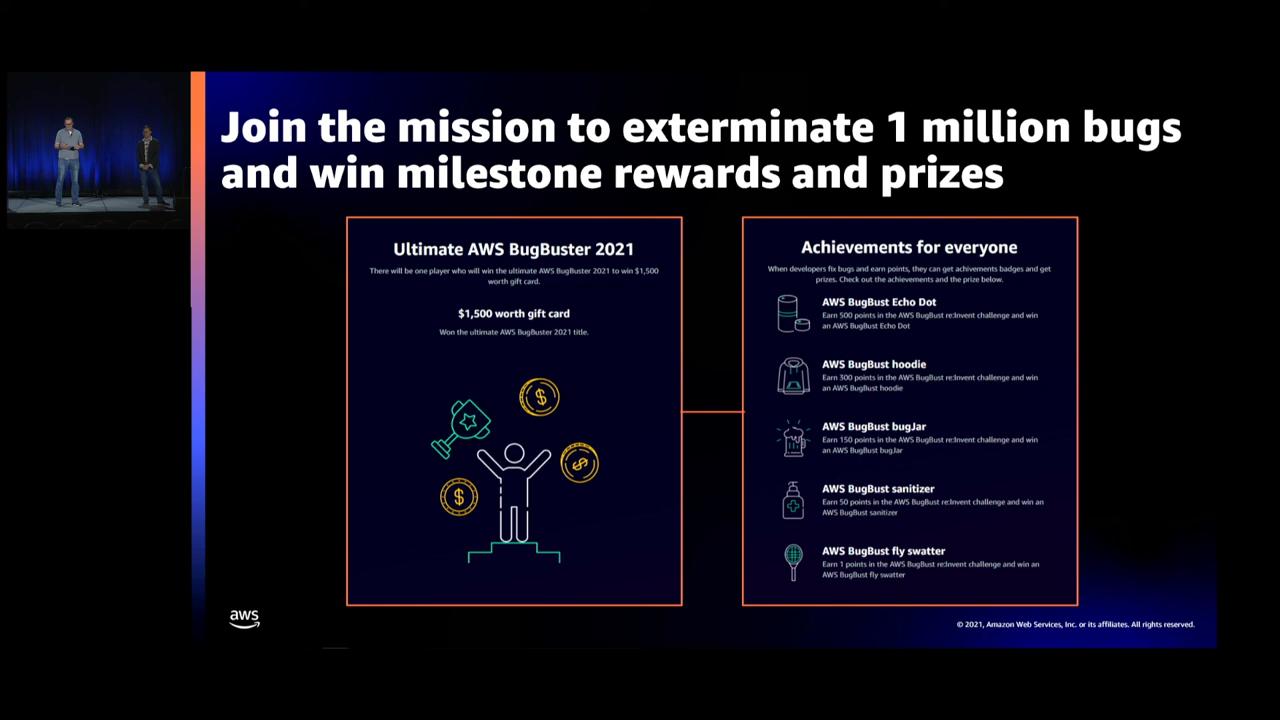 Join the mission to exterminate 1 million bugs
and win milestone rewards and prizes
Ultimate AWS BugBuster 2021
There will be one player who will win the ultimate AWS BugBuster 2021 to win $1,500
worth gift card.
$1,500 worth gift card
Won the ultimate AWS BugBuster 2021 title.
$
$
$
Achievements for everyone
When developers fix bugs and earn points, they can get achivements badges and get
prizes. Check out the achievements and the prize below.
AWS BugBust Echo Dot
Earn 500 points in the AWS BugBust re:Invent challenge and win
an AWS BugBust Echo Dot
AWS BugBust hoodie
Earn 300 points in the AWS BugBust re:Invent challenge and win
an AWS BugBust hoodie
AWS BugBust bugJar
Earn 150 points in the AWS BugBust re:Invent challenge and win
an AWS BugBust bugJar
AWS BugBust sanitizer
Earn 50 points in the AWS BugBust re:Invent challenge and win an
AWS BugBust sanitizer
AWS BugBust fly swatter
Earn 1 points in the AWS BugBust re:Invent challenge and win an
AWS BugBust fly swatter
aws
© 2021, Amazon Web Services, Inc. or its affiliates. All rights reserved.